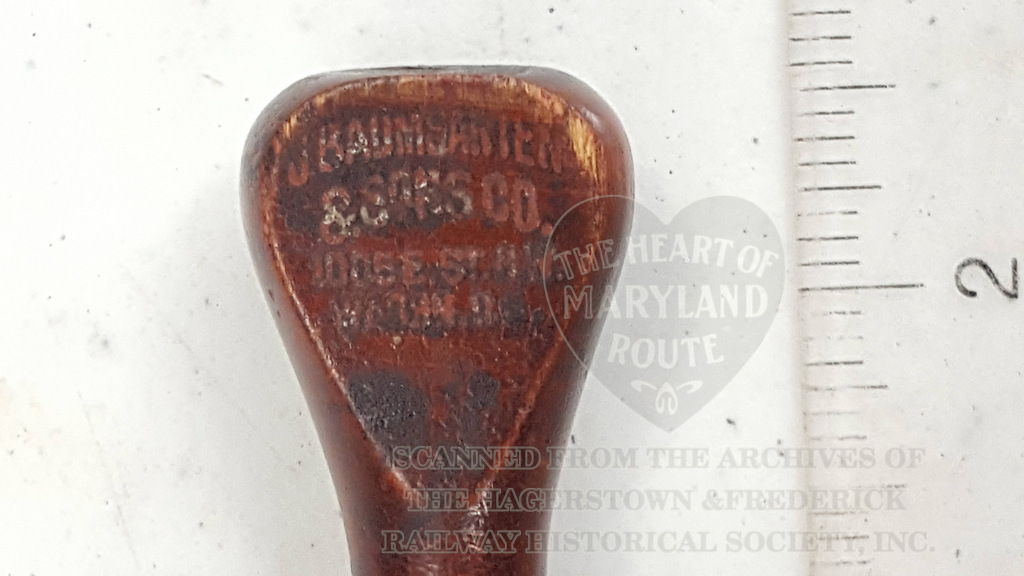 J BAUMGARTEN
& SONS CO.
WASH.
THE HEART OF
MARYLAND
ROUTE
2
SCANNED FROM THE ARCHIVES OF
THE HAGERSTOWN & FREDERICK
RAILWAY HISTORICAL SOCIETY, INC.